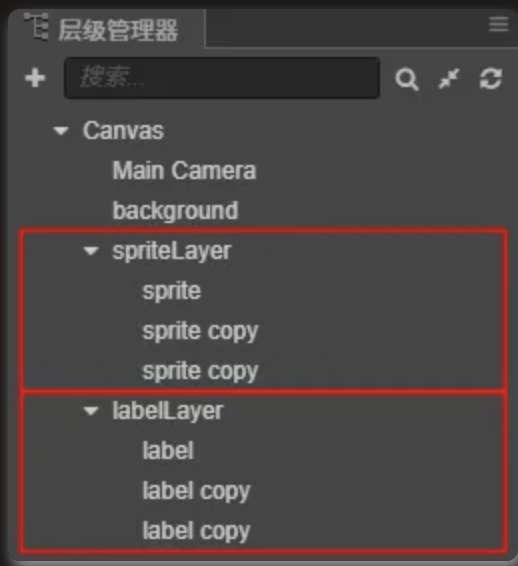 层级管理器
搜索...
Canvas
Main Camera
background
spriteLayer
sprite
sprite copy
sprite copy
labelLayer
label
label copy
label copy